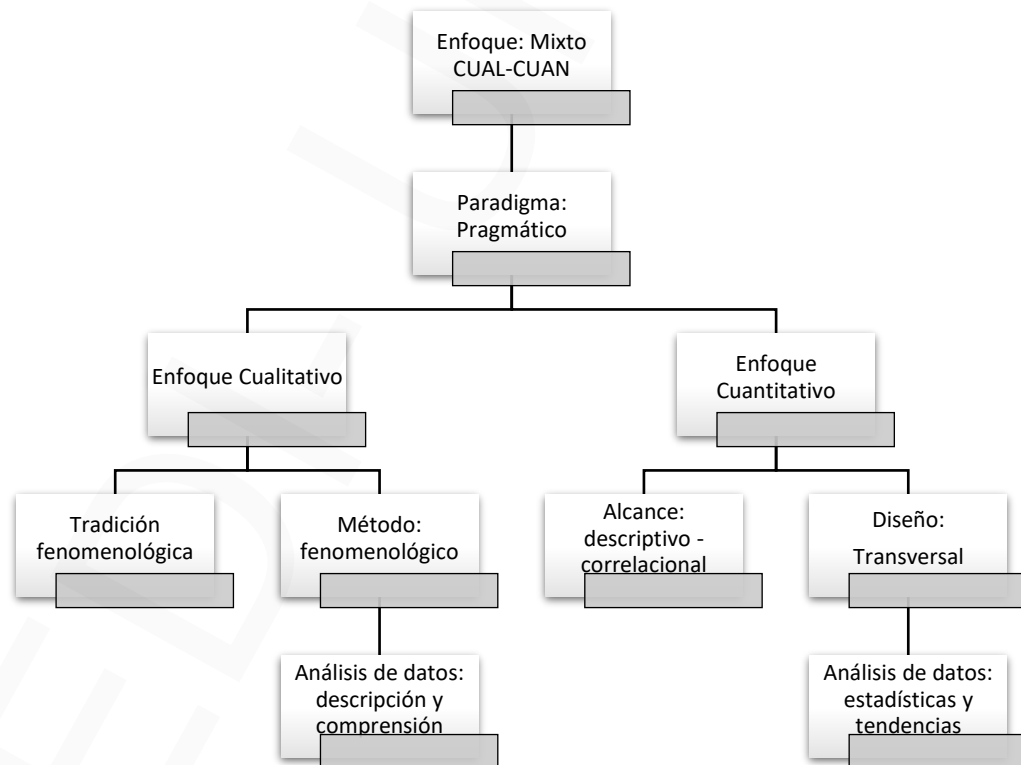 Enfoque: Mixto
CUAL-CUAN
Paradigma:
Pragmático
Enfoque Cualitativo
Enfoque
Cuantitativo
Tradición
fenomenológica
Método:
fenomenológico
Alcance:
descriptivo -
correlacional
Diseño:
Transversal
Análisis de datos:
descripción y
comprensión
Análisis de datos:
estadísticas y
tendencias